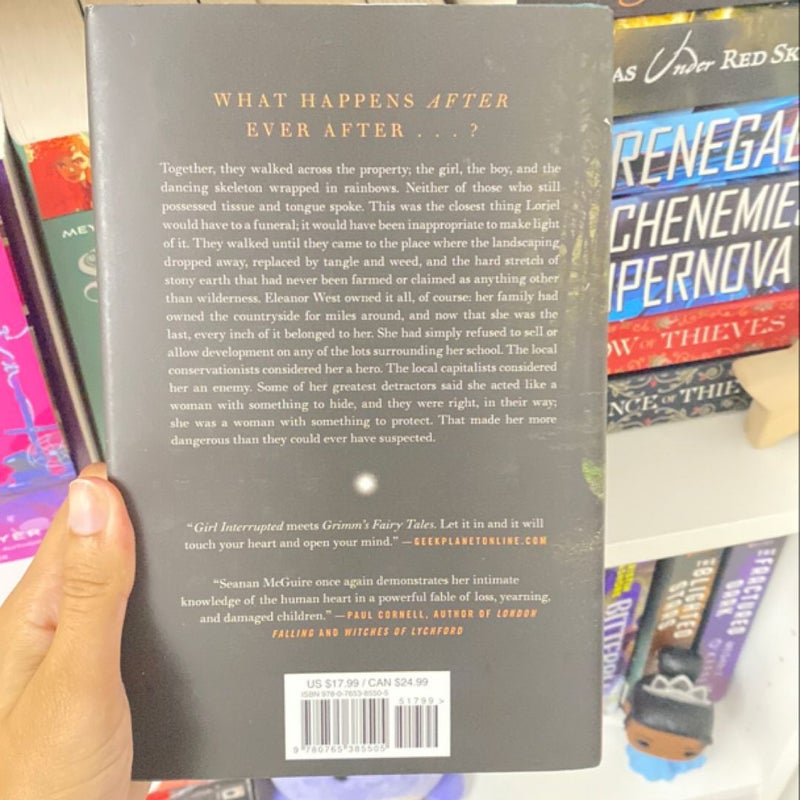 WHAT HAPPENS AFTER
EVER AFTER . . . ?
Together, they walked across the property; the girl, the boy, and the
dancing skeleton wrapped in rainbows. Neither of those who still
possessed tissue and tongue spoke. This was the closest thing Loriel
would have to a funeral; it would have been inappropriate to make light
of it. They walked until they came to the place where the landscaping
dropped away, replaced by tangle and weed, and the hard stretch of
stony earth that had never been farmed or claimed as anything other
than wilderness. Eleanor West owned it all, of course: her family had
owned the countryside for miles around, and now that she was the
last, every inch of it belonged to her. She had simply refused to sell or
allow development on any of the lots surrounding her school. The local
conservationists considered her a hero. The local capitalists considered
her an enemy. Some of her greatest detractors said she acted like a
woman with something to hide, and they were right, in their way;
she was a woman with something to protect. That made her more
dangerous than they could ever have suspected.
“Girl Interrupted meets Grimm’s Fairy Tales. Let it in and it will
touch your heart and open your mind.” —GEEKPLANETONLINE.COM
“Seanan McGuire once again demonstrates her intimate
knowledge of the human heart in a powerful fable of loss, yearning,
and damaged children.” —PAUL CORNELL, AUTHOR OF LONDON
FALLING AND WITCHES OF LYCHFORD
US $17.99 / CAN $24.99
ISBN 978-0-7653-8550-5
51799 >
9 780765 385505
AS Under RED SK
RENEGAL
CHENEMIE
PERNOVA
OW OF THIEVES
NCE OF THIE
MEY
YER
BLIGHTED
STARS
THE
FRACTURED
DARK